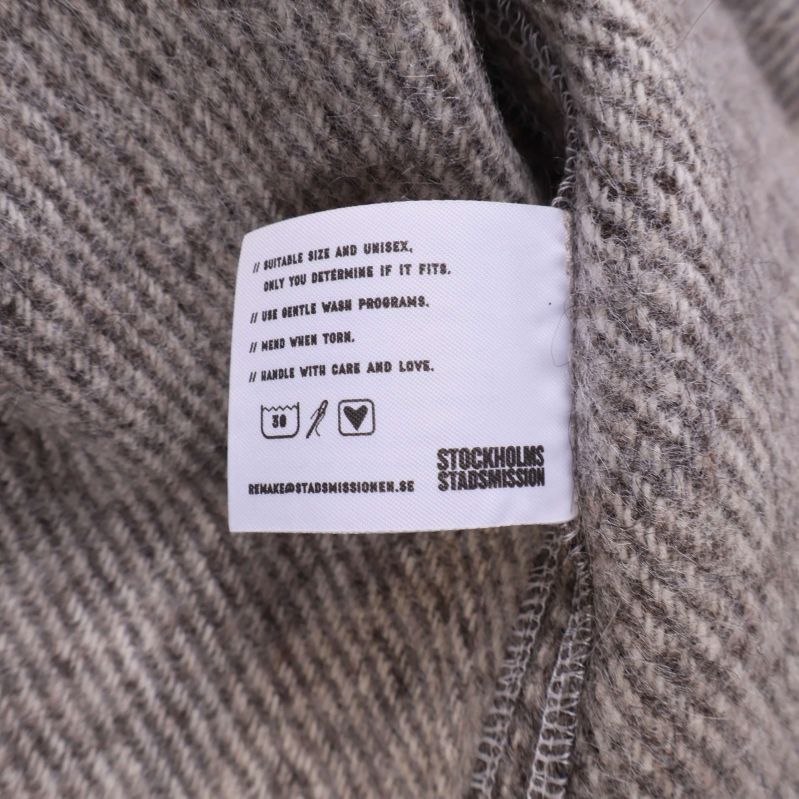 // SUITABLE SIZE AND UNISEX,
ONLY YOU DETERMINE IF IT FITS.
// USE GENTLE WASH PROGRAMS.
// MEND WHEN TORN.
// HANDLE WITH CARE AND LOVE.
30
STOCKHOLMS
STADSMISSION
REMAKE@STADSMISSIONEN.SE